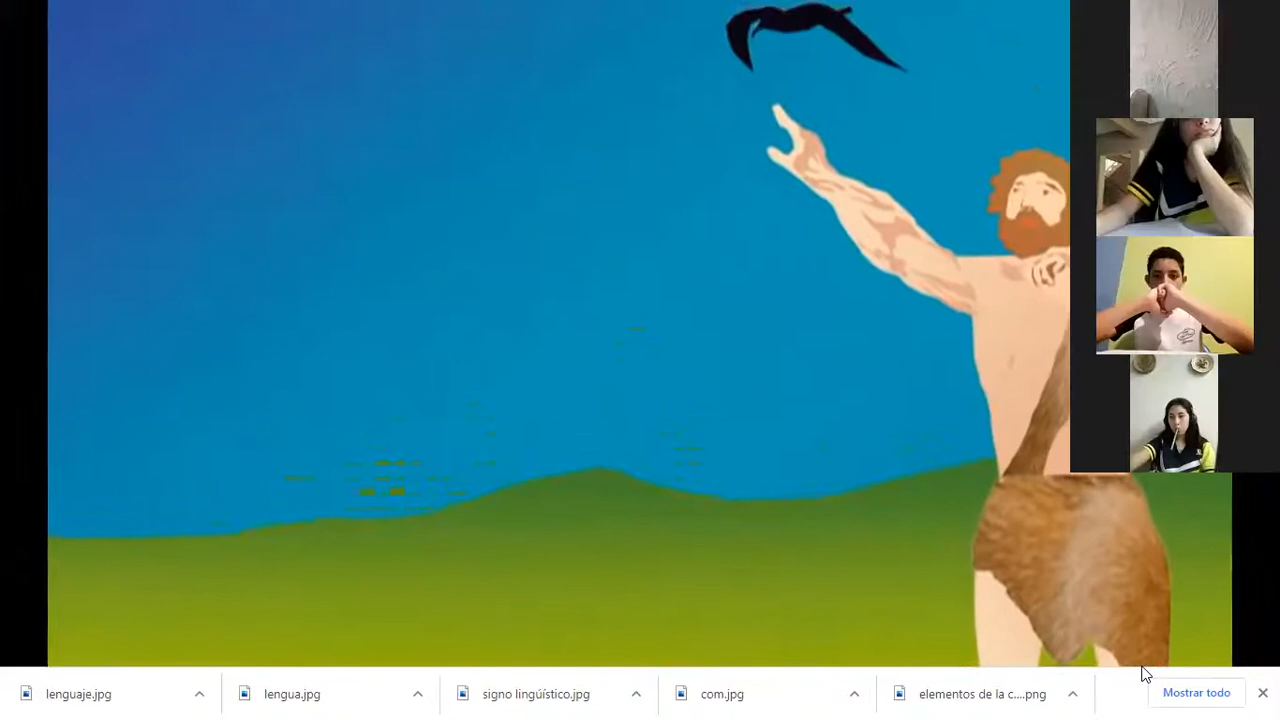 lenguaje.jpg
lengua.jpg
signo lingüístico.jpg
com.jpg
elementos de la c....png
Mostrar todo